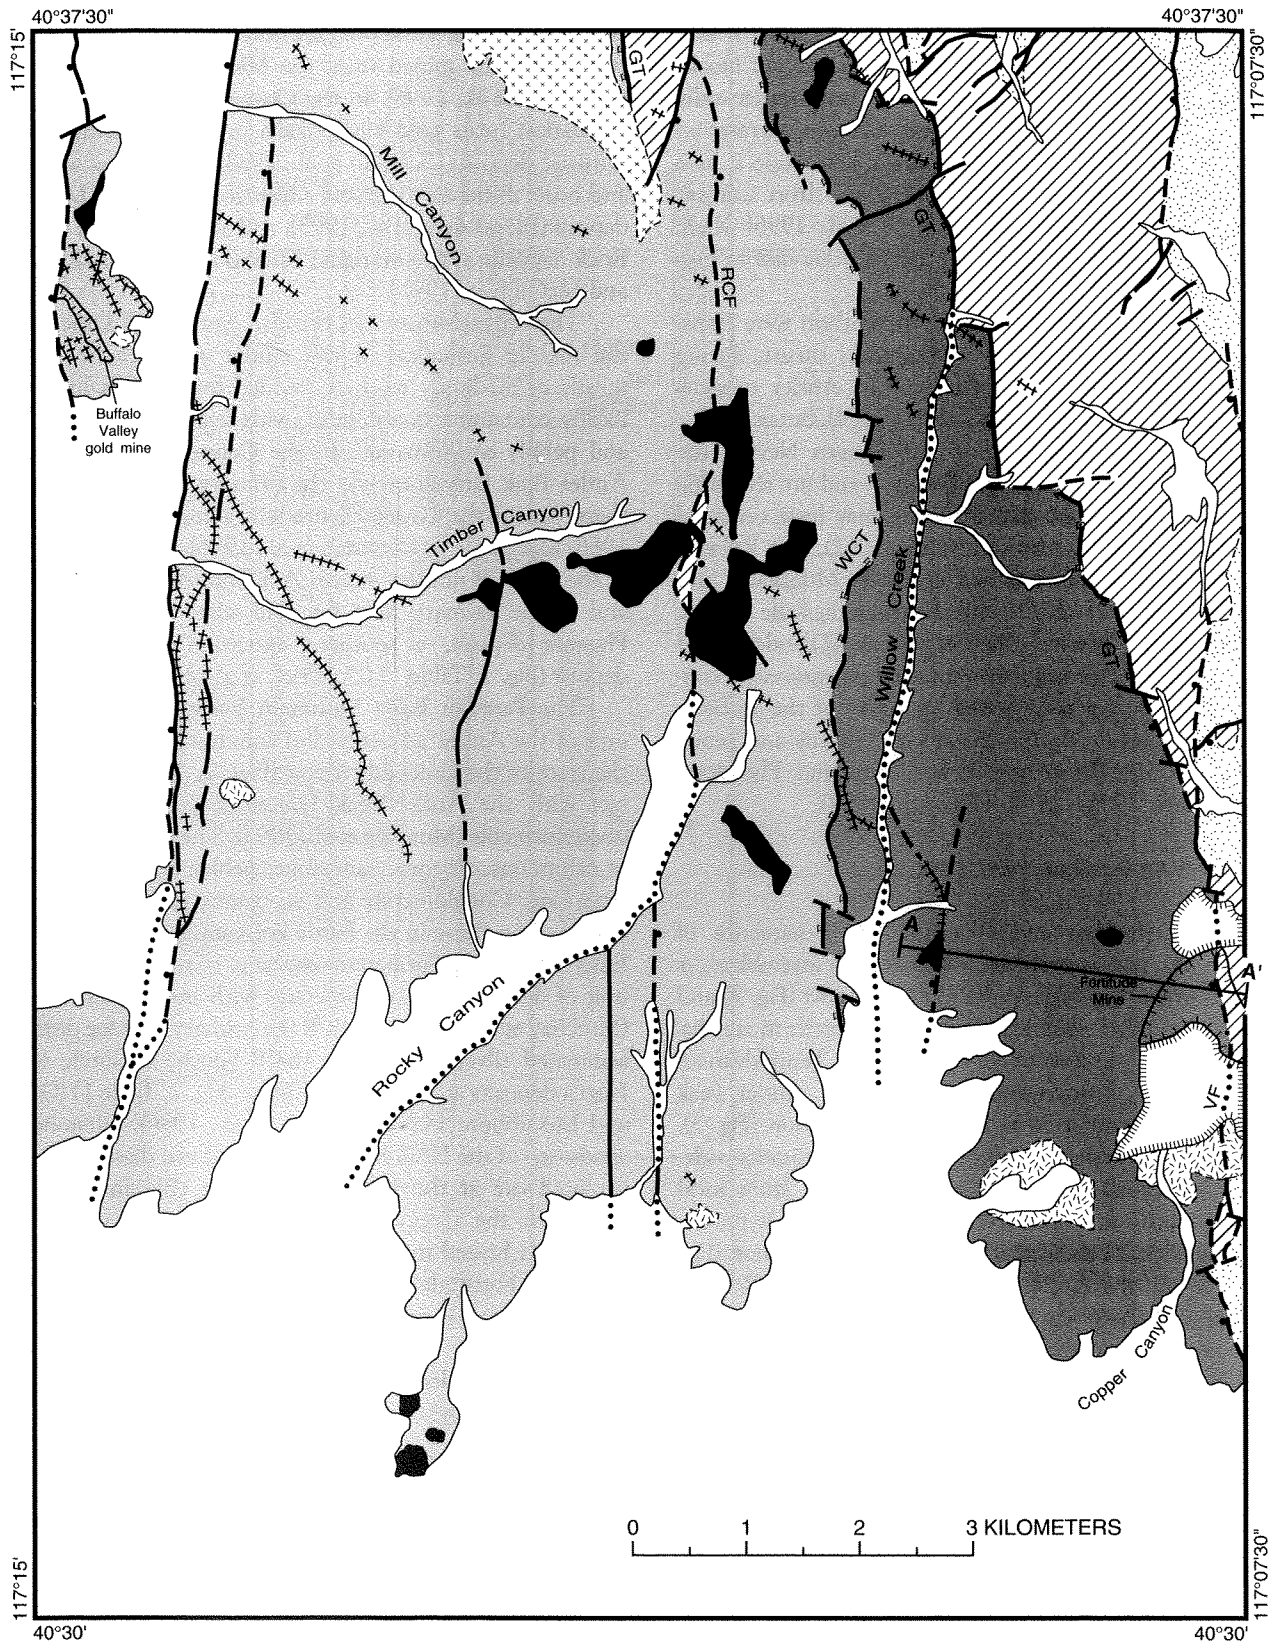 40°37'30"
40°37'30"
117°15'
117°07'30"
GT
Mill
Canyon
GT
RCF
Buffalo
Valley
gold mine
Timber Canyon
WCT
Willow Creek
GT
A
A'
Fortitude
Mine
Rocky Canyon
VF
Copper Canyon
0 1 2 3 KILOMETERS
117°15'
117°07'30"
40°30'
40°30'